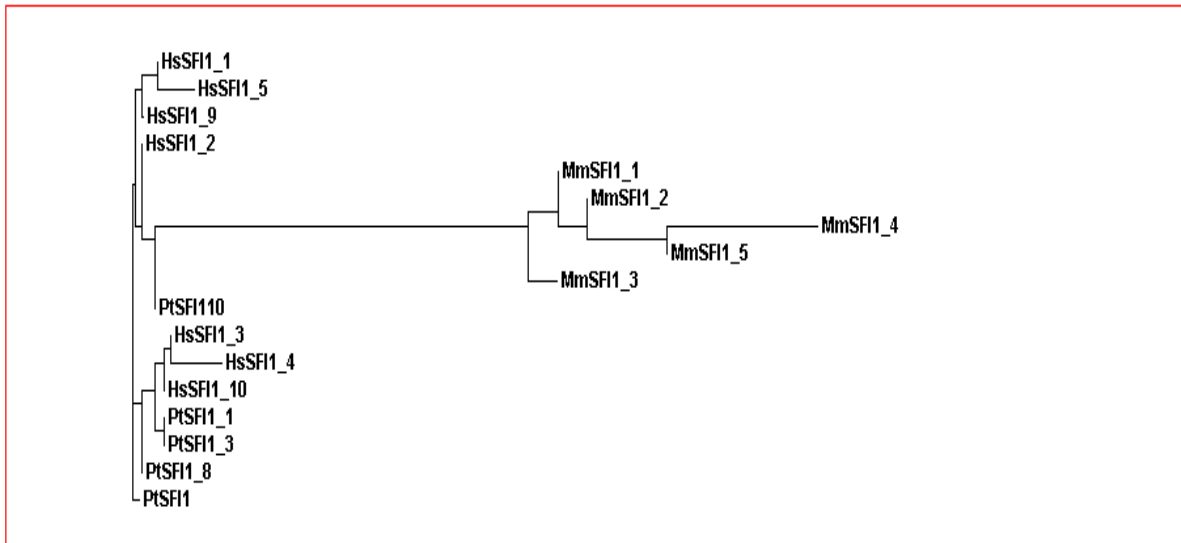 HsSFI1_1
HsSFI1_5
HsSFI1_9
HsSFI1_2
MmSFI1_1
MmSFI1_2
MmSFI1_4
MmSFI1_5
MmSFI1_3
PtSFI110
HsSFI1_3
HsSFI1_4
HsSFI1_10
PtSFI1_1
PtSFI1_3
PtSFI1_8
PtSFI1